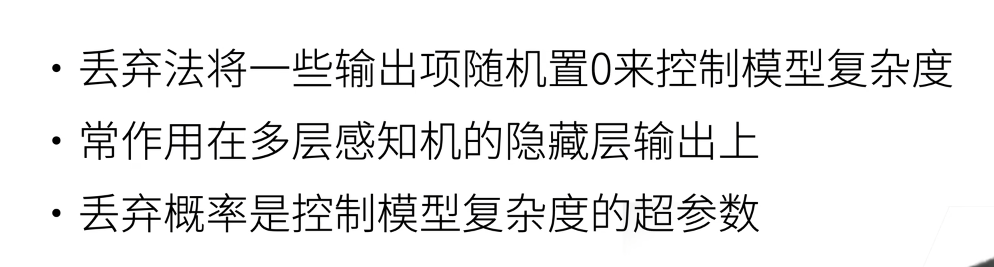 • 丢弃法将一些输出项随机置0来控制模型复杂度
• 常作用在多层感知机的隐藏层输出上
• 丢弃概率是控制模型复杂度的超参数